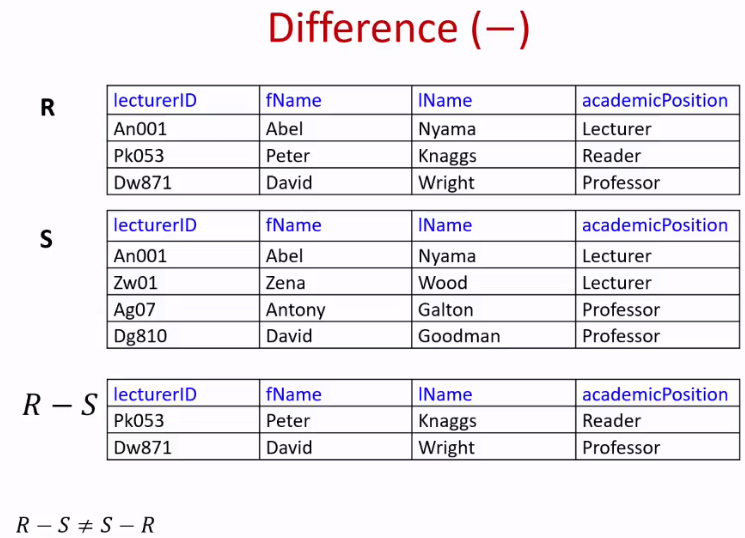 Difference (—)
R
lecturerID fName lName academicPosition
An001 Abel Nyama Lecturer
Pk053 Peter Knaggs Reader
Dw871 David Wright Professor
S
lecturerID fName lName academicPosition
An001 Abel Nyama Lecturer
Zw01 Zena Wood Lecturer
Ag07 Antony Galton Professor
Dg810 David Goodman Professor
R − S
lecturerID fName lName academicPosition
Pk053 Peter Knaggs Reader
Dw871 David Wright Professor
R − S ≠ S − R